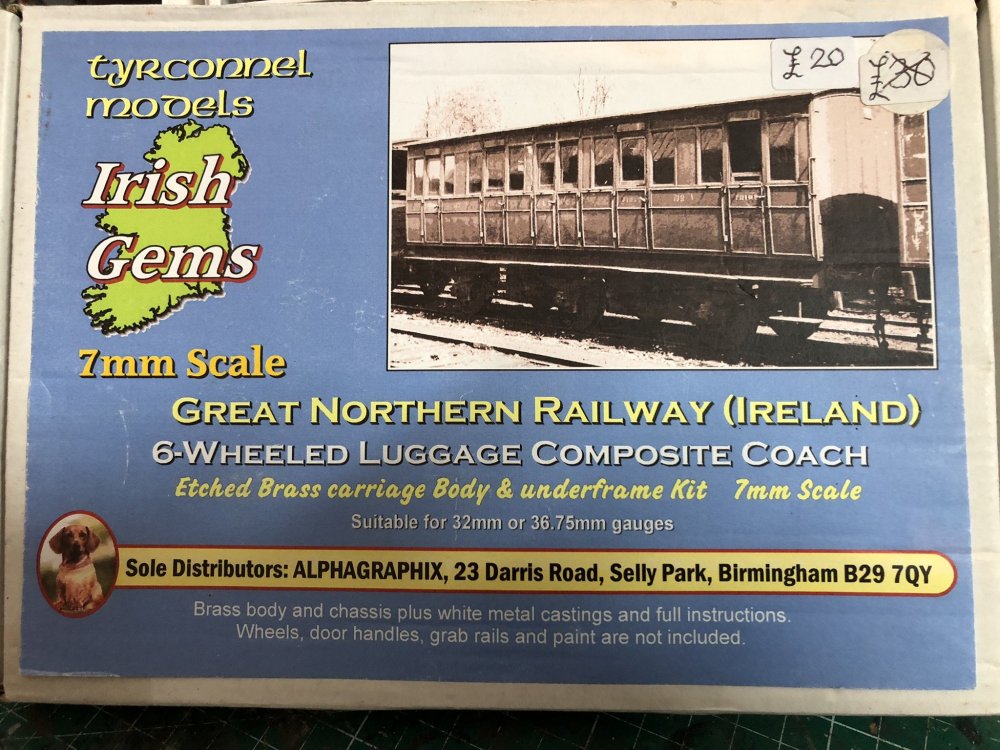 tyrconnel
models
Irish
Gems
7mm Scale
£20
£30
GREAT NORTHERN RAILWAY (IRELAND)
6-WHEELED LUGGAGE COMPOSITE COACH
Etched Brass carriage Body & underframe Kit 7mm Scale
Suitable for 32mm or 36.75mm gauges
Sole Distributors: ALPHAGRAPHIX, 23 Darris Road, Selly Park, Birmingham B29 7QY
Brass body and chassis plus white metal castings and full instructions.
Wheels, door handles, grab rails and paint are not included.